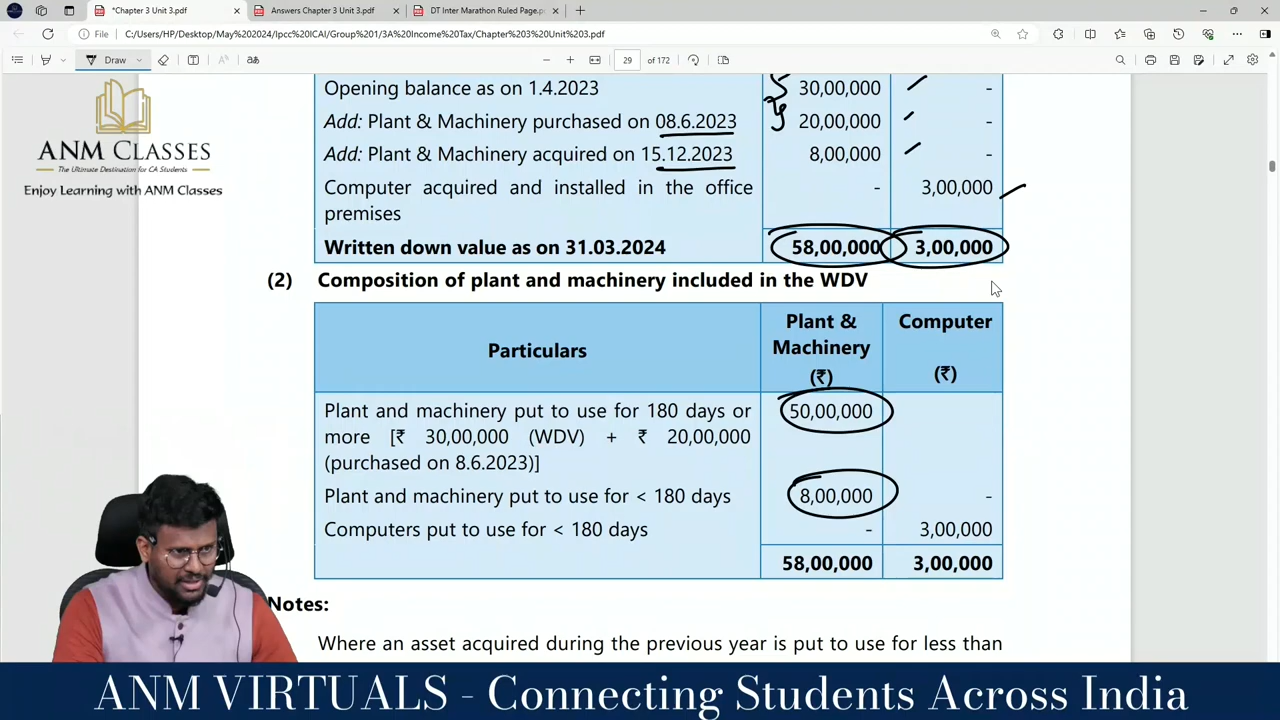 *Chapter 3 Unit 3.pdf
Answers Chapter 3 Unit 3.pdf
DT Inter Marathon Ruled Page.p
File
C:/Users/HP/Desktop/May%202024/Ipcc%20ICAI/Group%201/3A%20Income%20Tax/Chapter%203%20Unit%203.pdf
Draw
29 of 172
ANM CLASSES
The Ultimate Destination for CA Students
Enjoy Learning with ANM Classes
Opening balance as on 1.4.2023 30,00,000 -
Add: Plant & Machinery purchased on 08.6.2023 20,00,000 -
Add: Plant & Machinery acquired on 15.12.2023 8,00,000 -
Computer acquired and installed in the office - 3,00,000
premises
Written down value as on 31.03.2024 58,00,000 3,00,000
(2) Composition of plant and machinery included in the WDV
Particulars
Plant & Computer
Machinery
(₹) (₹)
Plant and machinery put to use for 180 days or 50,00,000
more [₹ 30,00,000 (WDV) + ₹ 20,00,000
(purchased on 8.6.2023)]
Plant and machinery put to use for < 180 days 8,00,000 -
Computers put to use for < 180 days - 3,00,000
58,00,000 3,00,000
Notes:
Where an asset acquired during the previous year is put to use for less than
ANM VIRTUALS - Connecting Students Across India